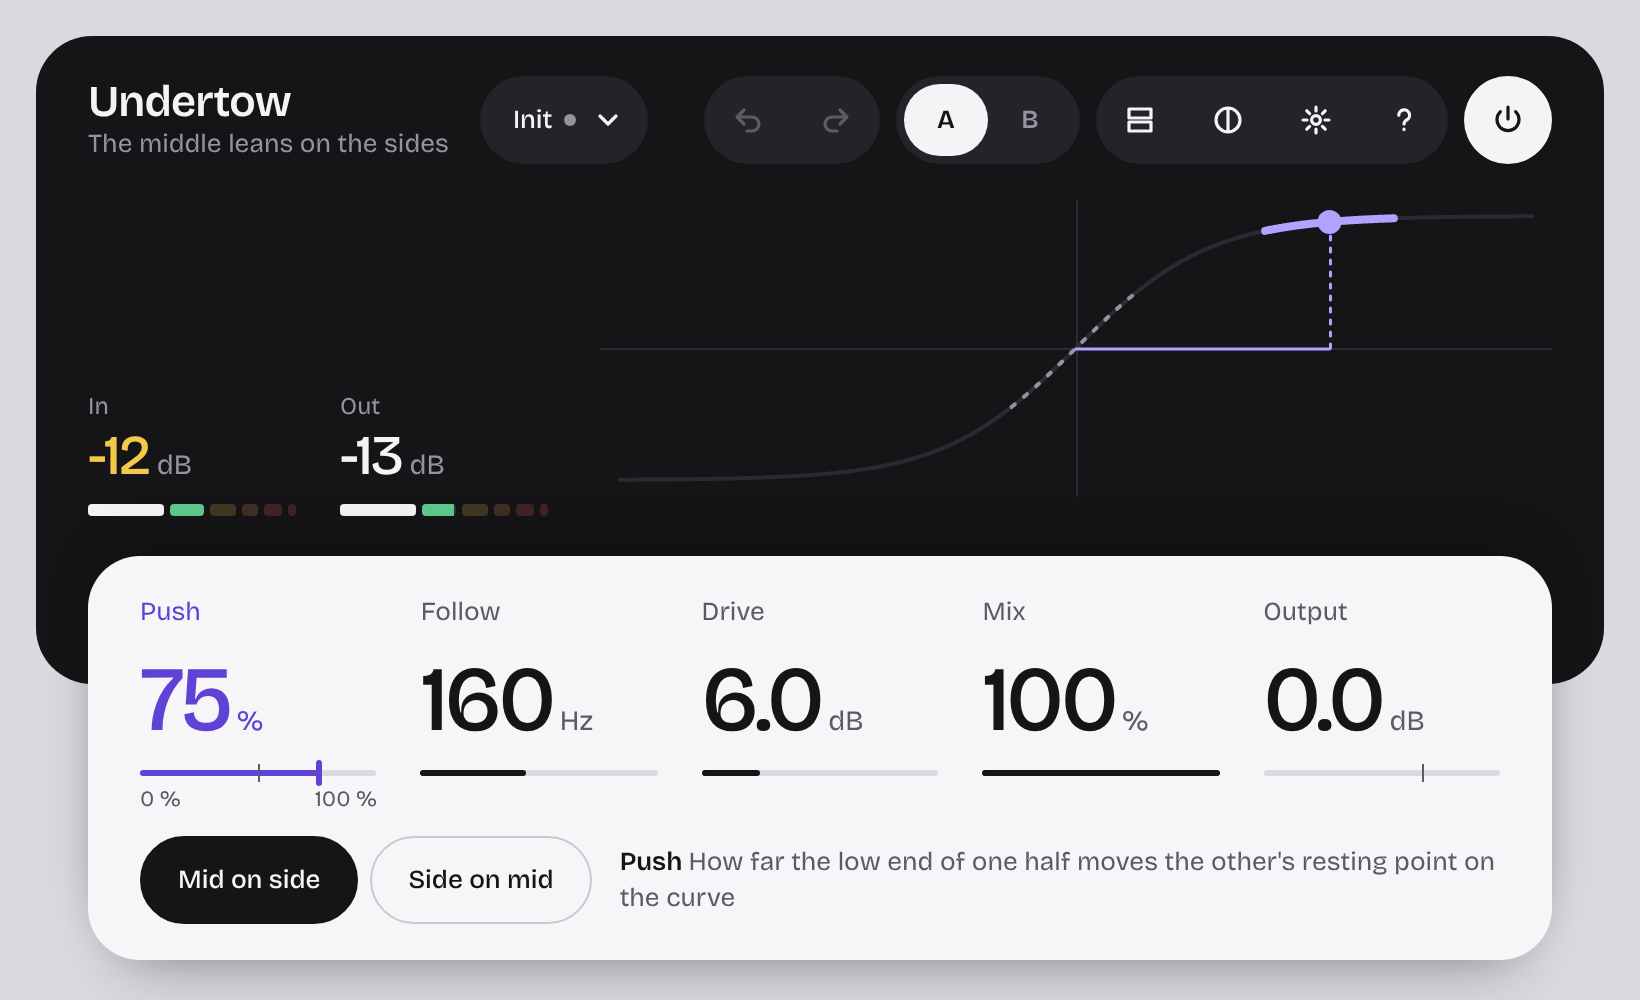 Undertow
The middle leans on the sides
Init
A
B
?
In
-12 dB
Out
-13 dB
Push
75 %
0 %
100 %
Follow
160 Hz
Drive
6.0 dB
Mix
100 %
Output
0.0 dB
Mid on side
Side on mid
Push How far the low end of one half moves the other's resting point on
the curve